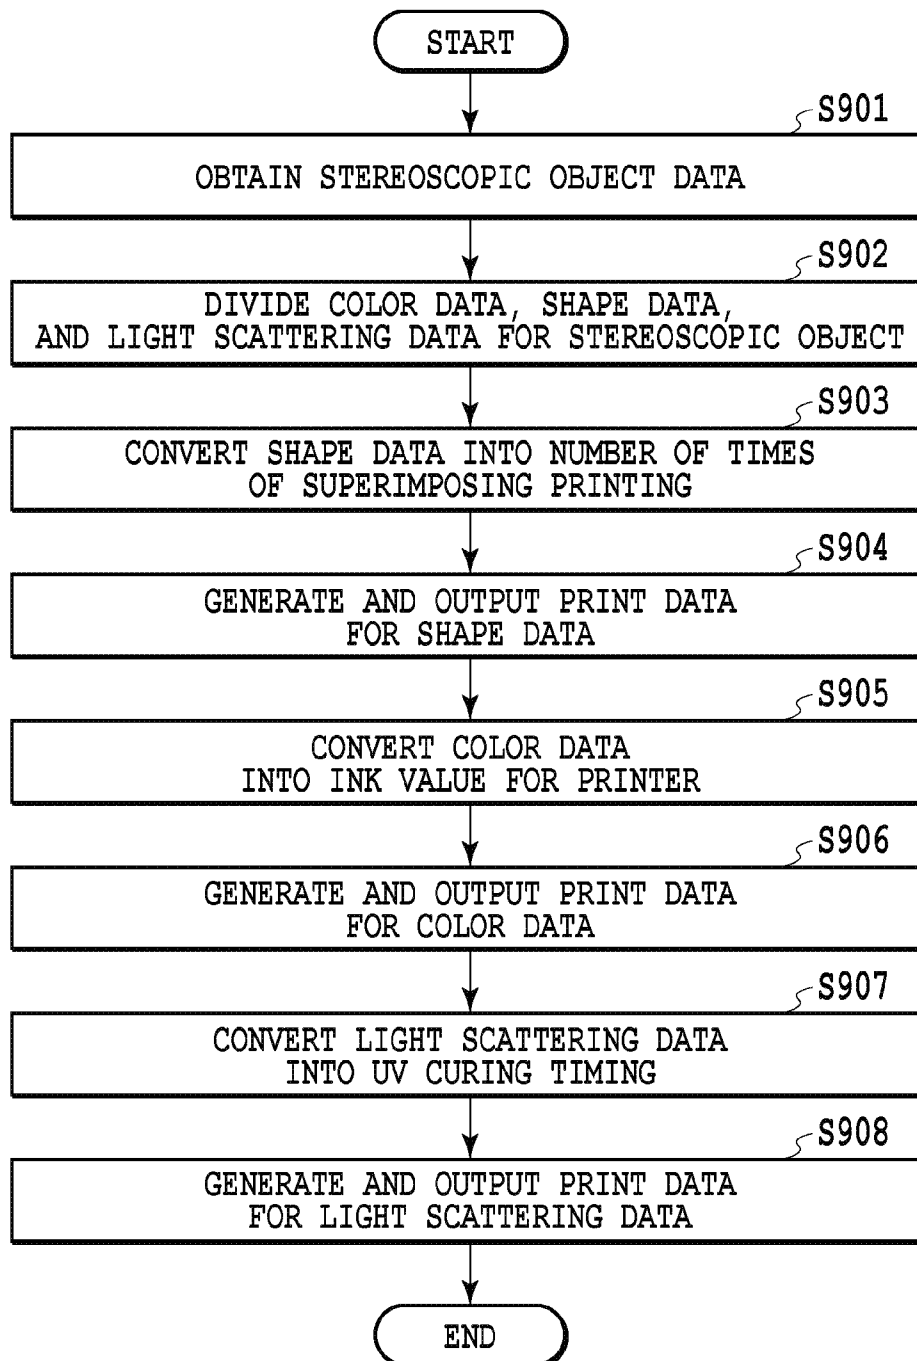 START
S901
OBTAIN STEREOSCOPIC OBJECT DATA
S902
DIVIDE COLOR DATA, SHAPE DATA,
AND LIGHT SCATTERING DATA FOR STEREOSCOPIC OBJECT
S903
CONVERT SHAPE DATA INTO NUMBER OF TIMES
OF SUPERIMPOSING PRINTING
S904
GENERATE AND OUTPUT PRINT DATA
FOR SHAPE DATA
S905
CONVERT COLOR DATA
INTO INK VALUE FOR PRINTER
S906
GENERATE AND OUTPUT PRINT DATA
FOR COLOR DATA
S907
CONVERT LIGHT SCATTERING DATA
INTO UV CURING TIMING
S908
GENERATE AND OUTPUT PRINT DATA
FOR LIGHT SCATTERING DATA
END